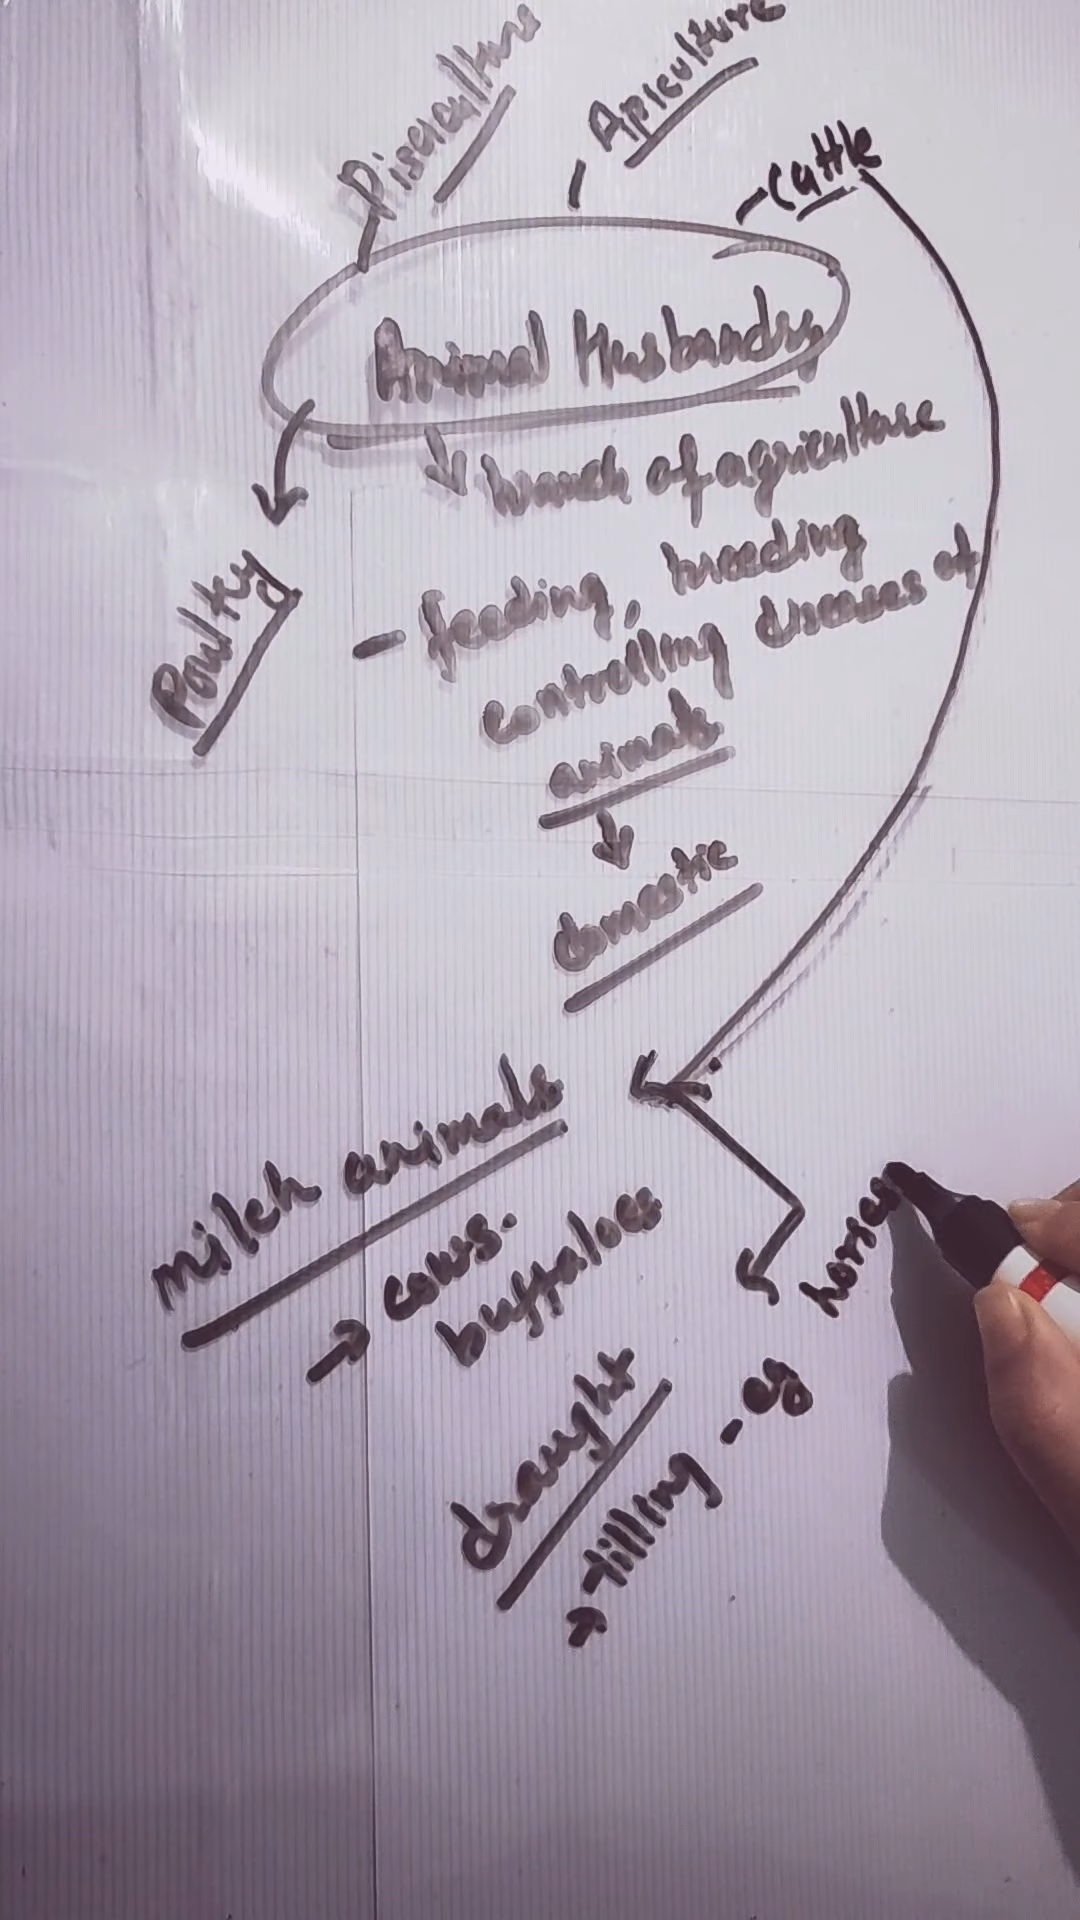 Pisciculture
Apiculture
Cattle
Animal Husbandry
branch of agriculture
- feeding, breeding
controlling diseases of
animals
domestic
Poultry
milch animals
→ cows.
buffaloes
draught
→ tilling - eg
horses